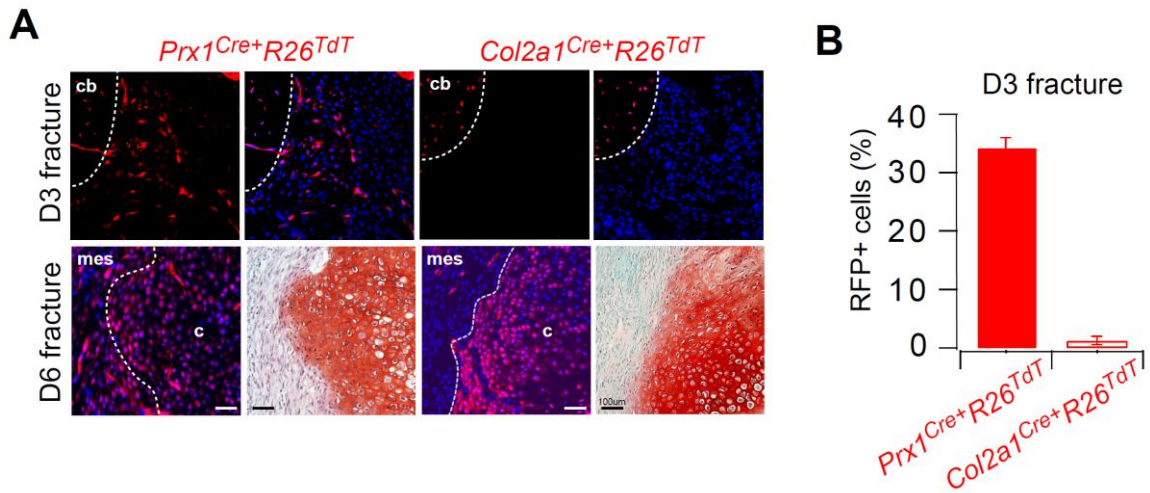 A
Prx1Cre+R26TdT
Col2a1Cre+R26TdT
D3 fracture
cb
cb
D6 fracture
mes
c
mes
c
100um
B
D3 fracture
RFP+ cells (%)
40
30
20
10
0
Prx1Cre+R26TdT
Col2a1Cre+R26TdT